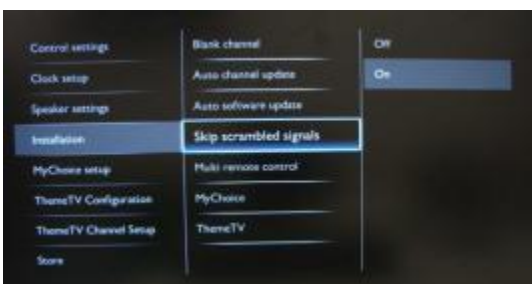 Control settings
Clock setup
Speaker settings
Installation
MyChoice setup
ThemeTV Configuration
ThemeTV Channel Setup
Store
Blank channel
Auto channel update
Auto software update
Skip scrambled signals
Multi remote control
MyChoice
ThemeTV
Off
On